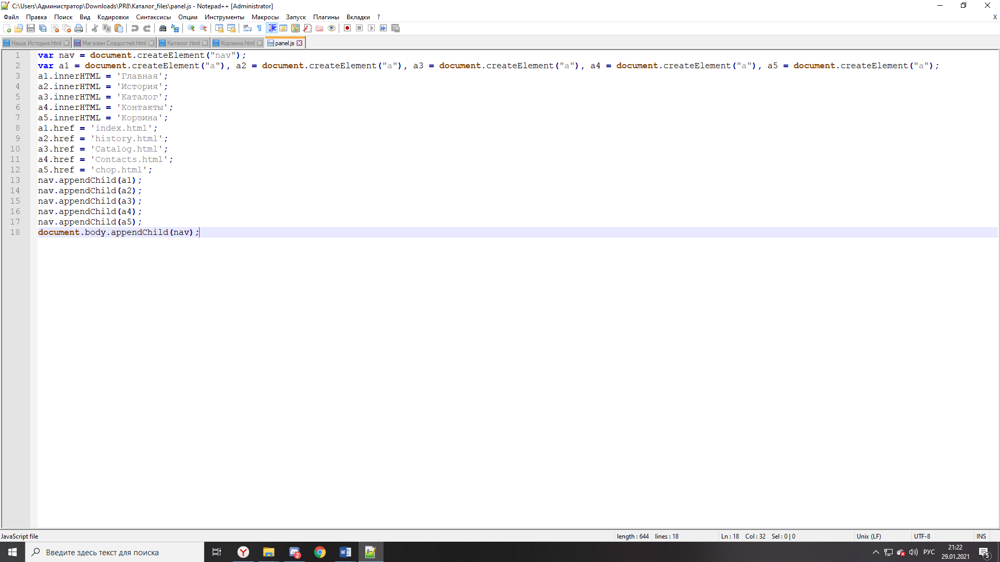 C:\Users\Администратор\Downloads\PR8\Каталог_files\panel.js - Notepad++ [Administrator]
Файл Правка Поиск Вид Кодировки Синтаксисы Опции Инструменты Макросы Запуск Плагины Вкладки ? X
Наша История.html Магазин Сладостей.html Каталог.html Корзина.html panel.js
1 var nav = document.createElement("nav");
2 var a1 = document.createElement("a"), a2 = document.createElement("a"), a3 = document.createElement("a"), a4 = document.createElement("a"), a5 = document.createElement("a");
3 a1.innerHTML = 'Главная';
4 a2.innerHTML = 'История';
5 a3.innerHTML = 'Каталог';
6 a4.innerHTML = 'Контакты';
7 a5.innerHTML = 'Корзина';
8 a1.href = 'index.html';
9 a2.href = 'history.html';
10 a3.href = 'Catalog.html';
11 a4.href = 'Contacts.html';
12 a5.href = 'chop.html';
13 nav.appendChild(a1);
14 nav.appendChild(a2);
15 nav.appendChild(a3);
16 nav.appendChild(a4);
17 nav.appendChild(a5);
18 document.body.appendChild(nav);
JavaScript file length : 644 lines : 18 Ln : 18 Col : 32 Sel : 0 | 0 Unix (LF) UTF-8 INS
Введите здесь текст для поиска 2 РУС 21:22 5
29.01.2021